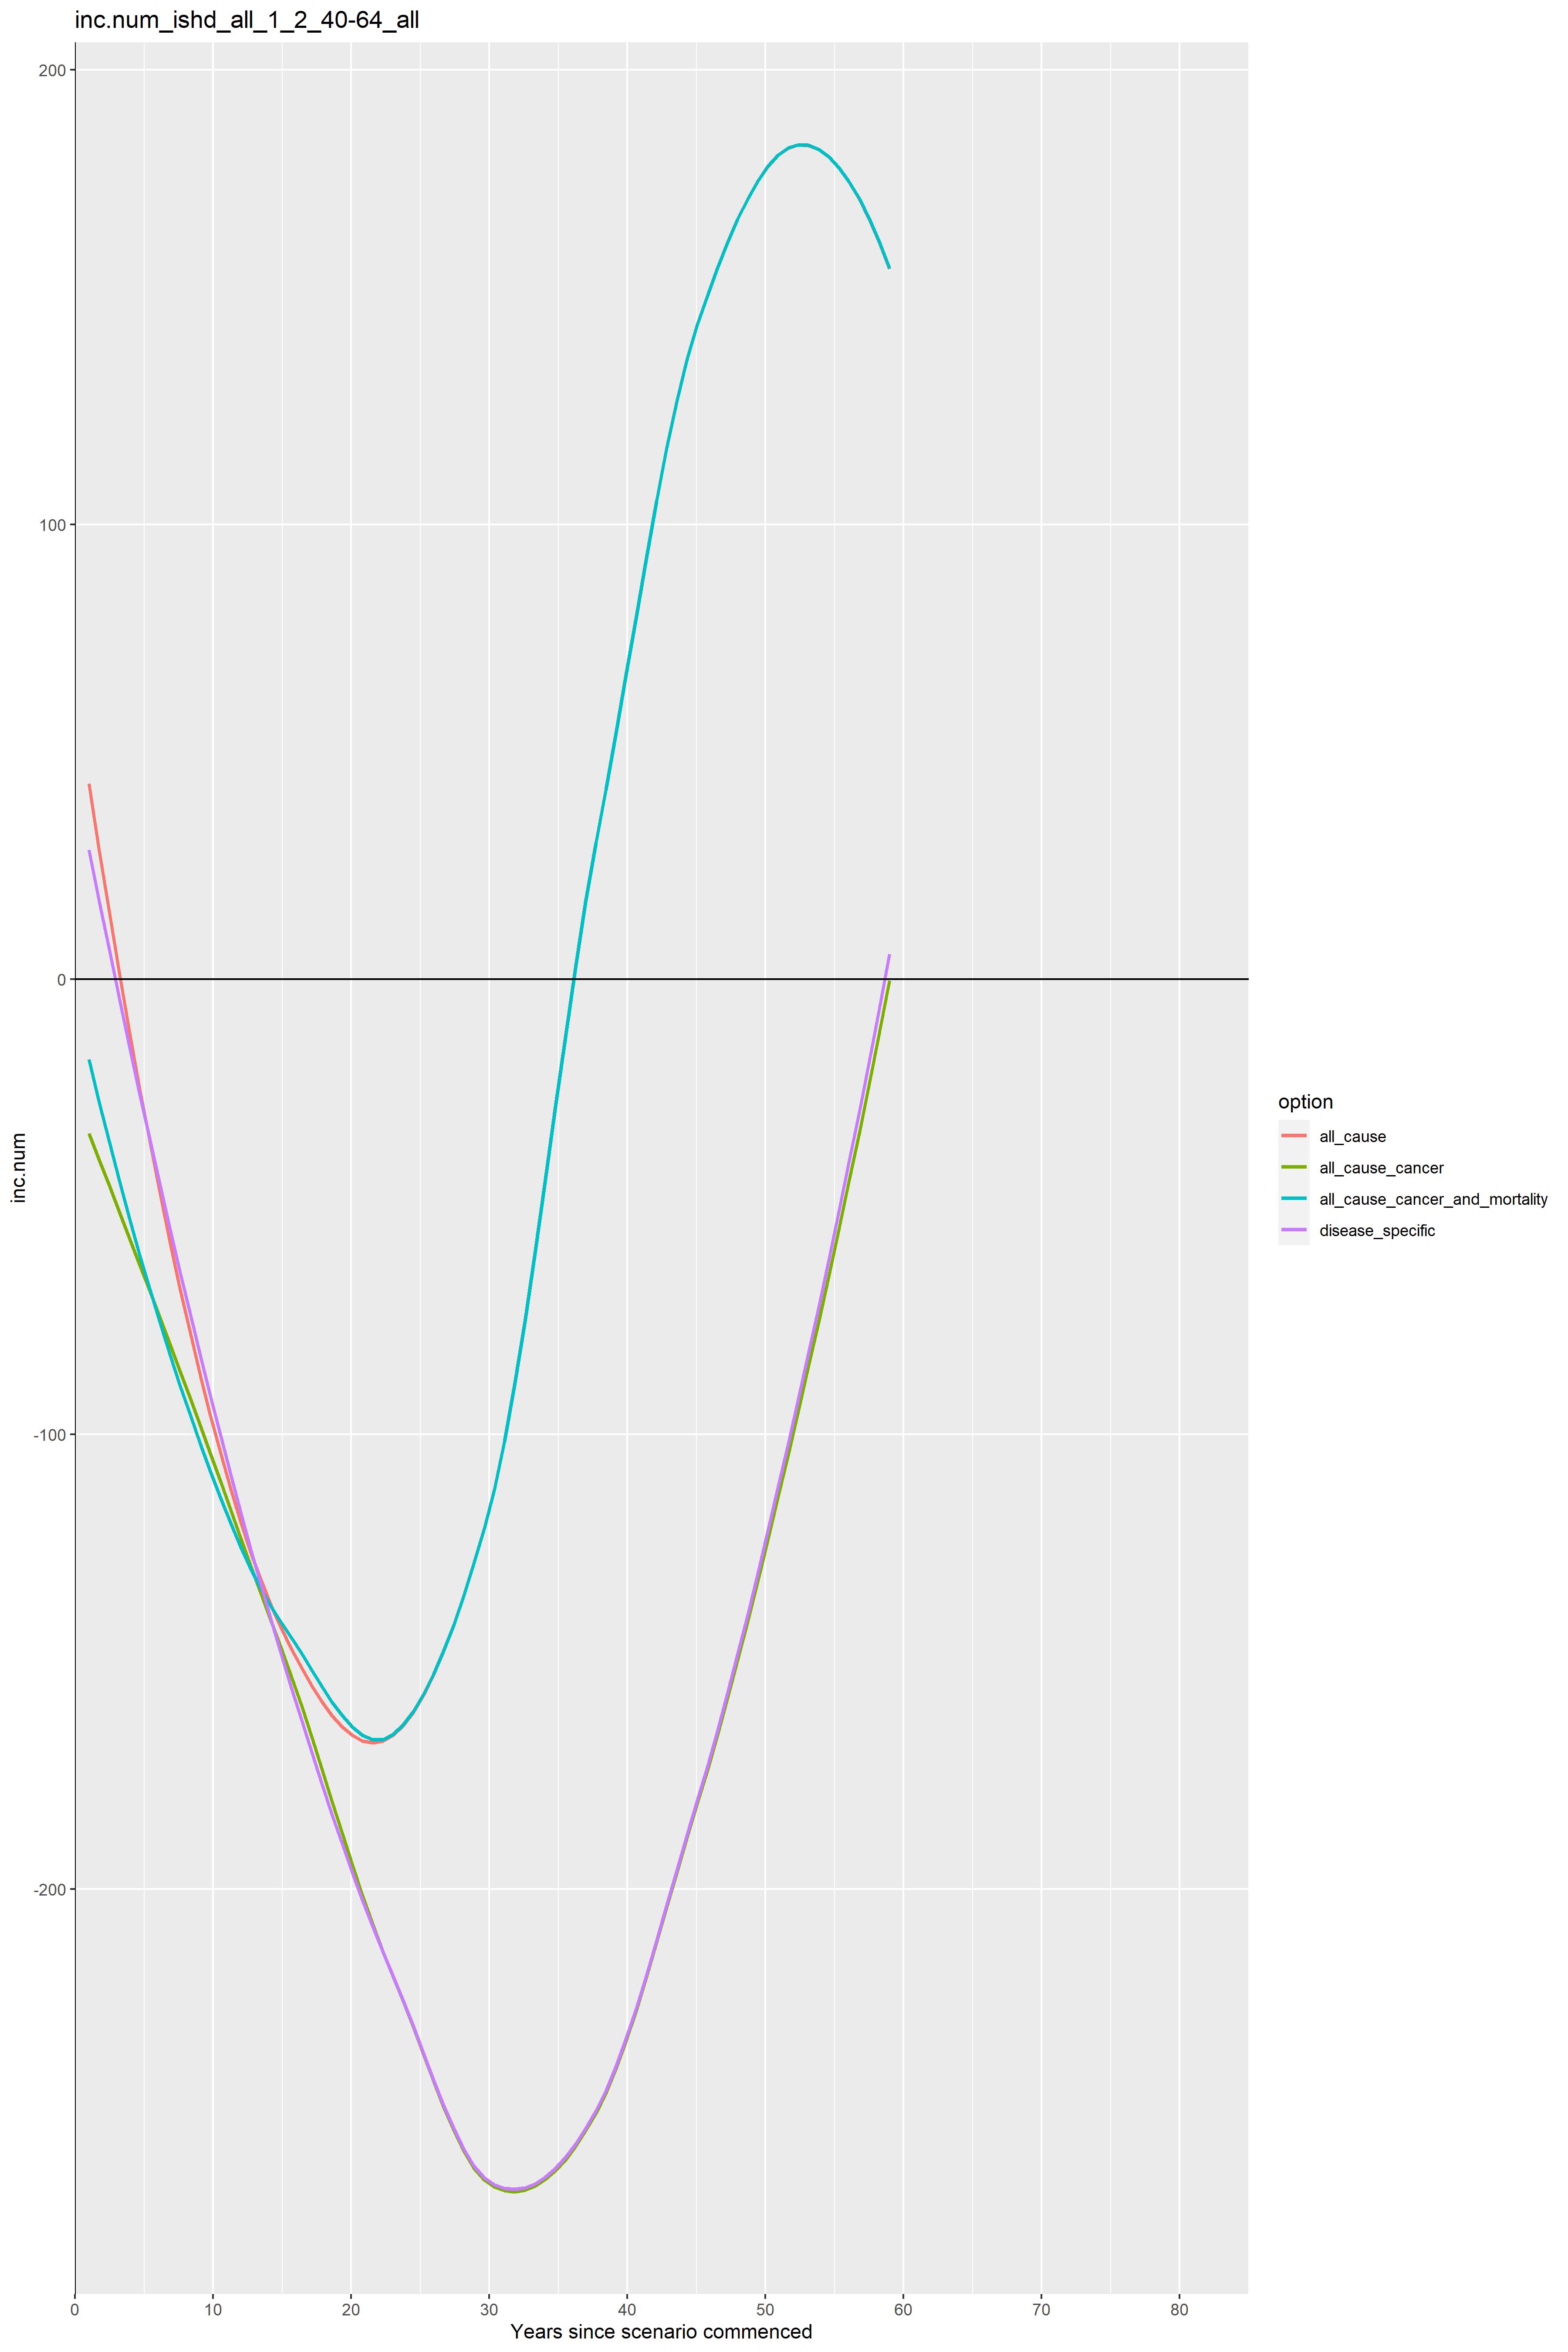 inc.num_ishd_all_1_2_40-64_all
200
100
0
-100
-200
inc.num
0 10 20 30 40 50 60 70 80
Years since scenario commenced
option
all_cause
all_cause_cancer
all_cause_cancer_and_mortality
disease_specific